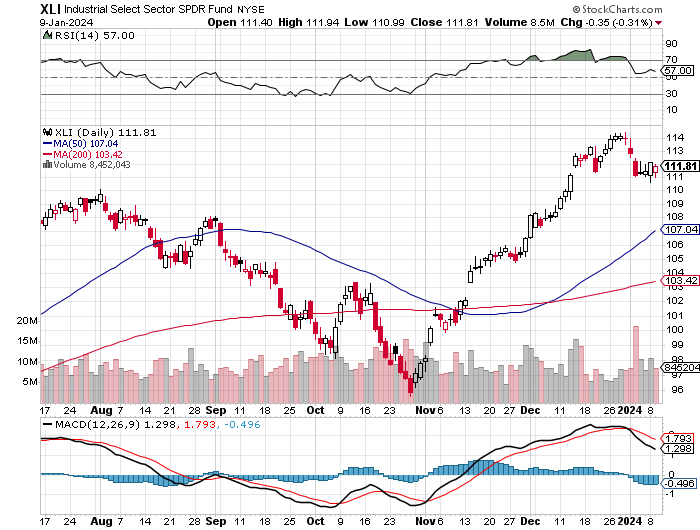 XLI Industrial Select Sector SPDR Fund NYSE © StockCharts.com
9-Jan-2024 Open 111.40 High 111.94 Low 110.99 Close 111.81 Volume 8.5M Chg -0.35 (-0.31%)
RSI(14) 57.00
90
70
57.00
50
30
10
XLI (Daily) 111.81
MA(50) 107.04
MA(200) 103.42
Volume 8,452,043
114
113
112
111.81
111
110
109
108
107.04
107
106
105
104
103.42
103
102
101
100
99
98
97
96
20M
15M
10M
5M
845204
17 24 Aug 7 14 21 28 Sep 11 18 25 Oct 9 16 23 Nov 6 13 20 27 Dec 11 18 26 2024 8
MACD(12,26,9) 1.298, 1.793, -0.496
2
1.793
1.298
1
0
-0.496
-1
17 24 Aug 7 14 21 28 Sep 11 18 25 Oct 9 16 23 Nov 6 13 20 27 Dec 11 18 26 2024 8